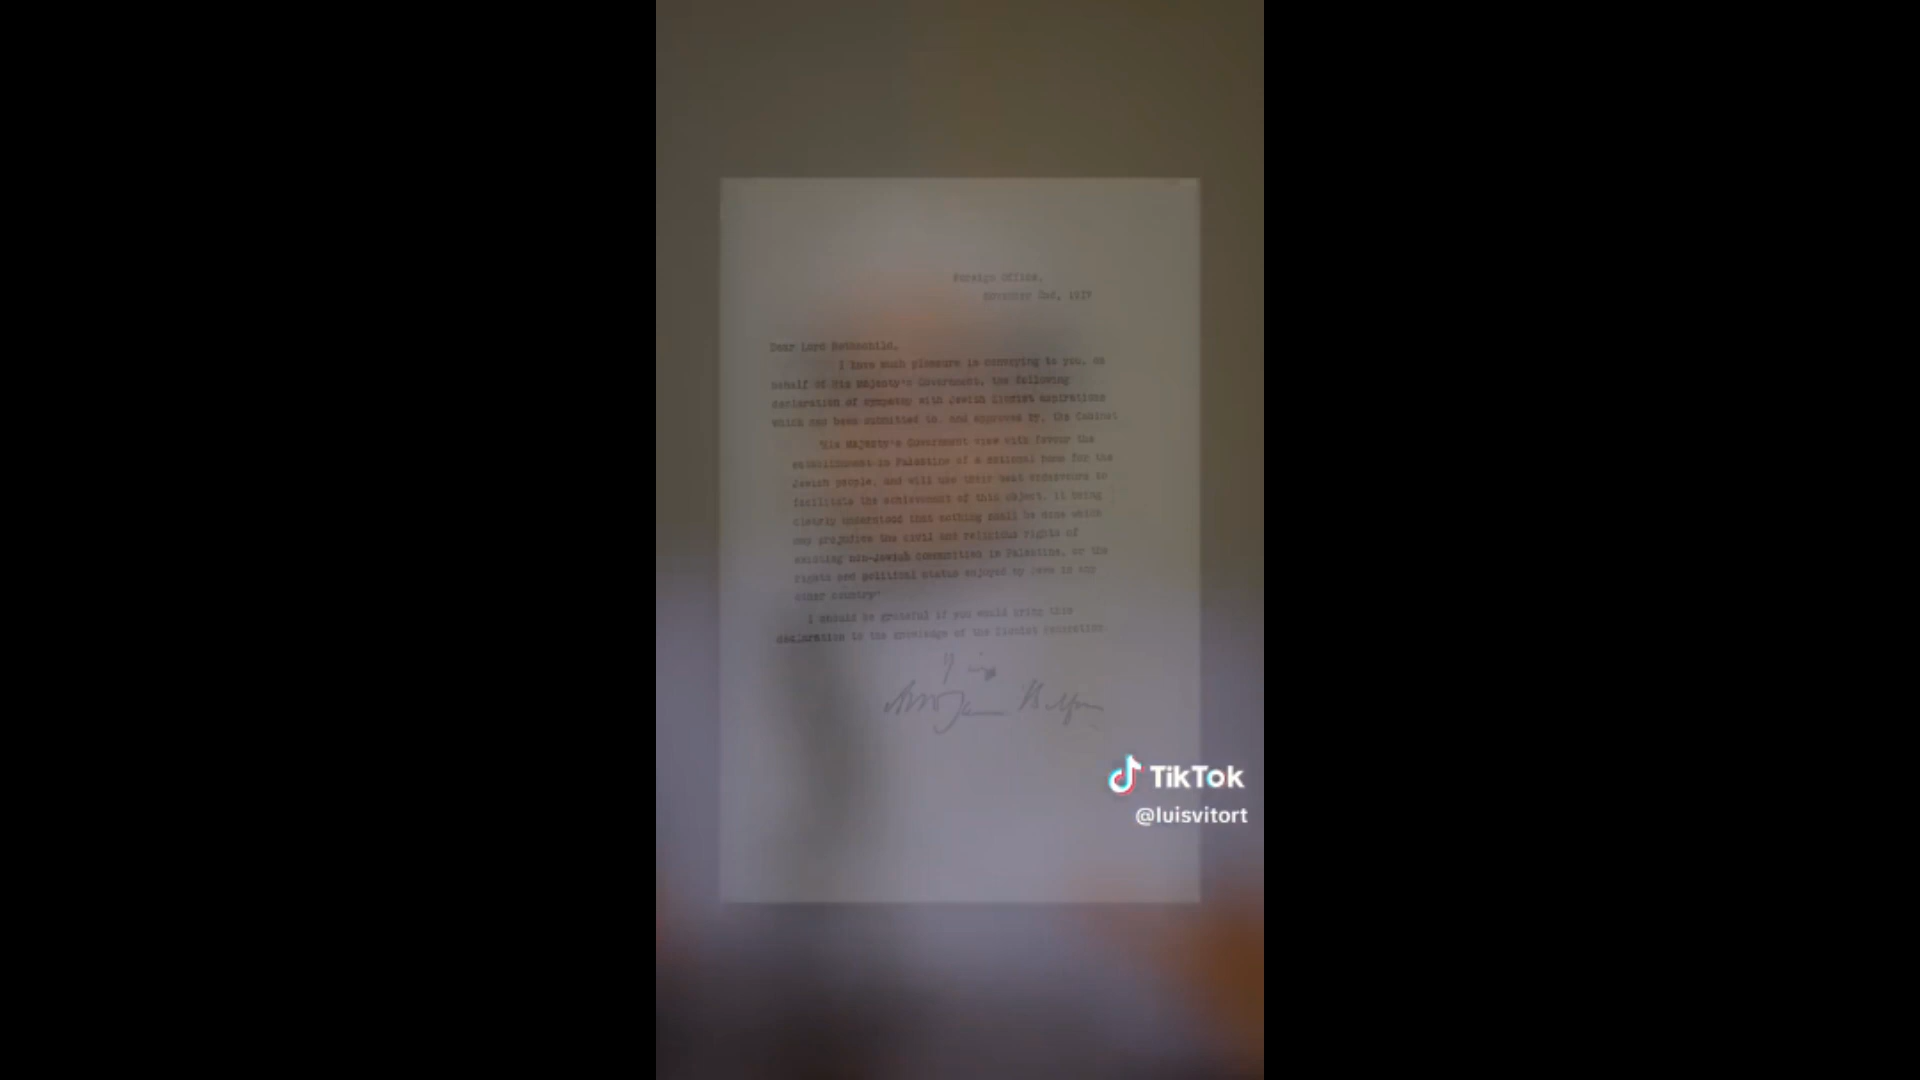 Foreign Office,
November 2nd, 1917
Dear Lord Rothschild,
I have much pleasure in conveying to you, on
behalf of His Majesty's Government, the following
declaration of sympathy with Jewish Zionist aspirations
which has been submitted to, and approved by, the Cabinet
"His Majesty's Government view with favour the
establishment in Palestine of a national home for the
Jewish people, and will use their best endeavours to
facilitate the achievement of this object, it being
clearly understood that nothing shall be done which
may prejudice the civil and religious rights of
existing non-Jewish communities in Palestine, or the
rights and political status enjoyed by Jews in any
other country"
I should be grateful if you would bring this
declaration to the knowledge of the Zionist Federation
Arthur James Balfour
TikTok
@luisvitort